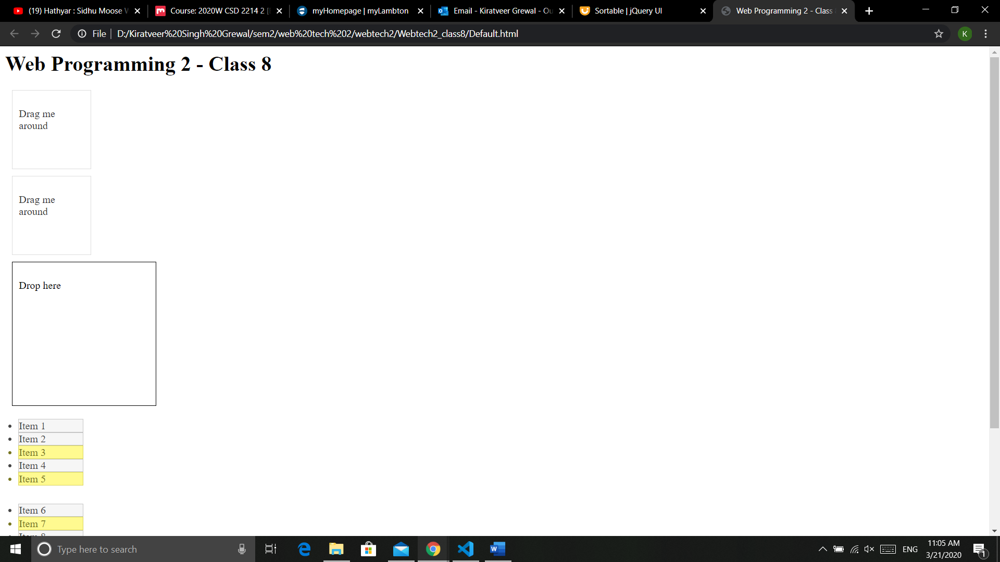 (19) Hathyar : Sidhu Moose
Course: 2020W CSD 2214 2
myHomepage | myLambton
Email - Kiratveer Grewal - Ou
Sortable | jQuery UI
Web Programming 2 - Class
File
D:/Kiratveer%20Singh%20Grewal/sem2/web%20tech%202/webtech2/Webtech2_class8/Default.html
K
Web Programming 2 - Class 8
Drag me
around
Drag me
around
Drop here
Item 1
Item 2
Item 3
Item 4
Item 5
Item 6
Item 7
Item 8
Type here to search
ENG
11:05 AM
3/21/2020
1